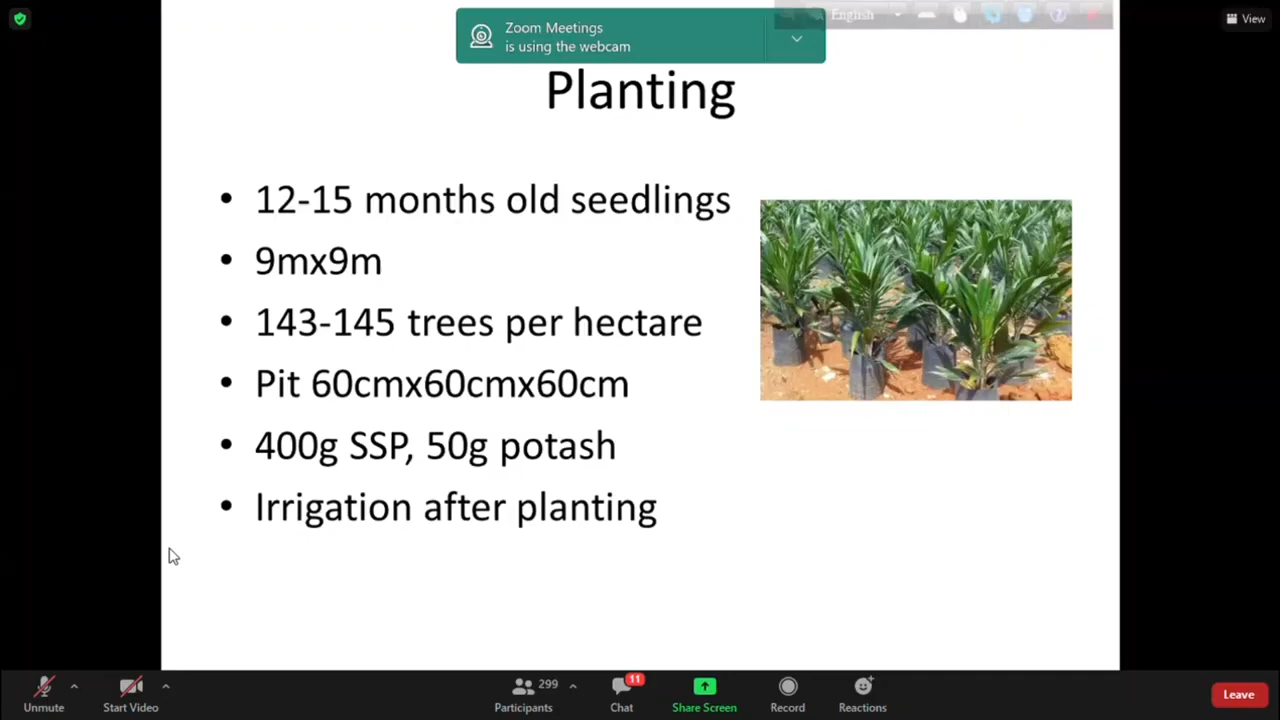 Zoom Meetings
is using the webcam
English
View
Planting
• 12-15 months old seedlings
• 9mx9m
• 143-145 trees per hectare
• Pit 60cmx60cmx60cm
• 400g SSP, 50g potash
• Irrigation after planting
299
11
Unmute
Start Video
Participants
Chat
Share Screen
Record
Reactions
Leave